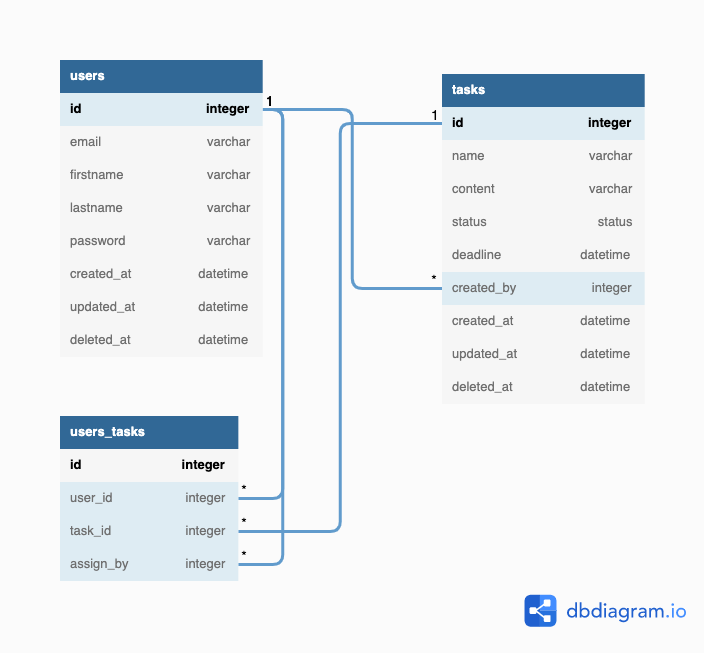 users
id integer
email varchar
firstname varchar
lastname varchar
password varchar
created_at datetime
updated_at datetime
deleted_at datetime
1
1
*
tasks
id integer
name varchar
content varchar
status status
deadline datetime
created_by integer
created_at datetime
updated_at datetime
deleted_at datetime
users_tasks
id integer
user_id integer
task_id integer
assign_by integer
*
*
*
dbdiagram.io